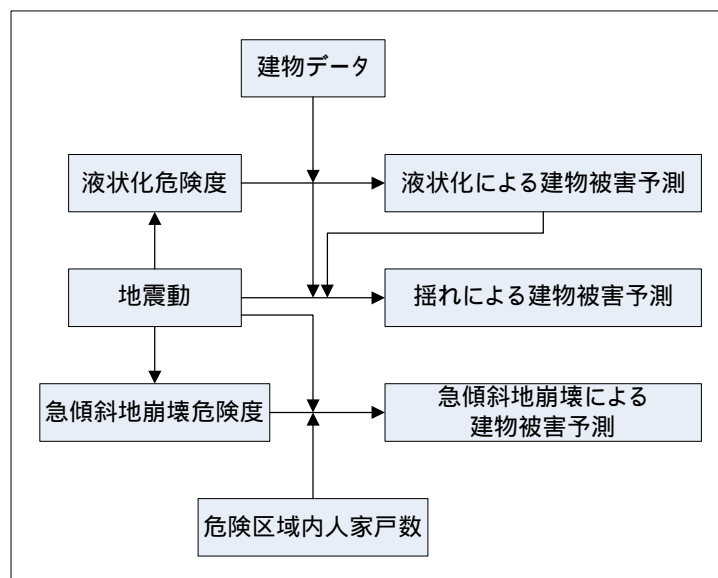 建物データ
液状化危険度
液状化による建物被害予測
地震動
揺れによる建物被害予測
急傾斜地崩壊危険度
急傾斜地崩壊による
建物被害予測
危険区域内人家戸数